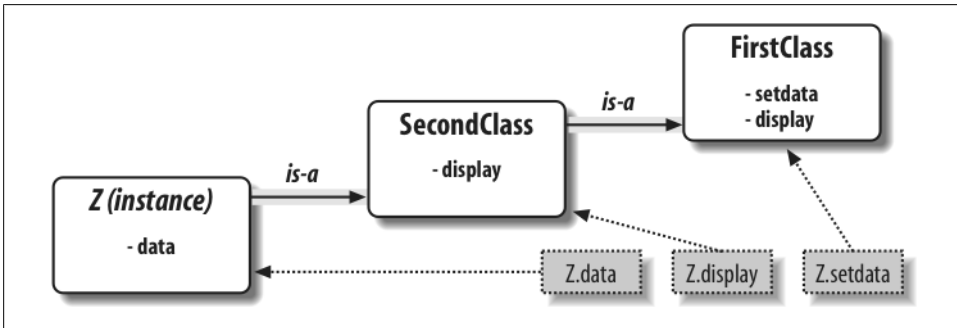 FirstClass
- setdata
- display
is-a
SecondClass
- display
is-a
Z (instance)
- data
Z.data
Z.display
Z.setdata